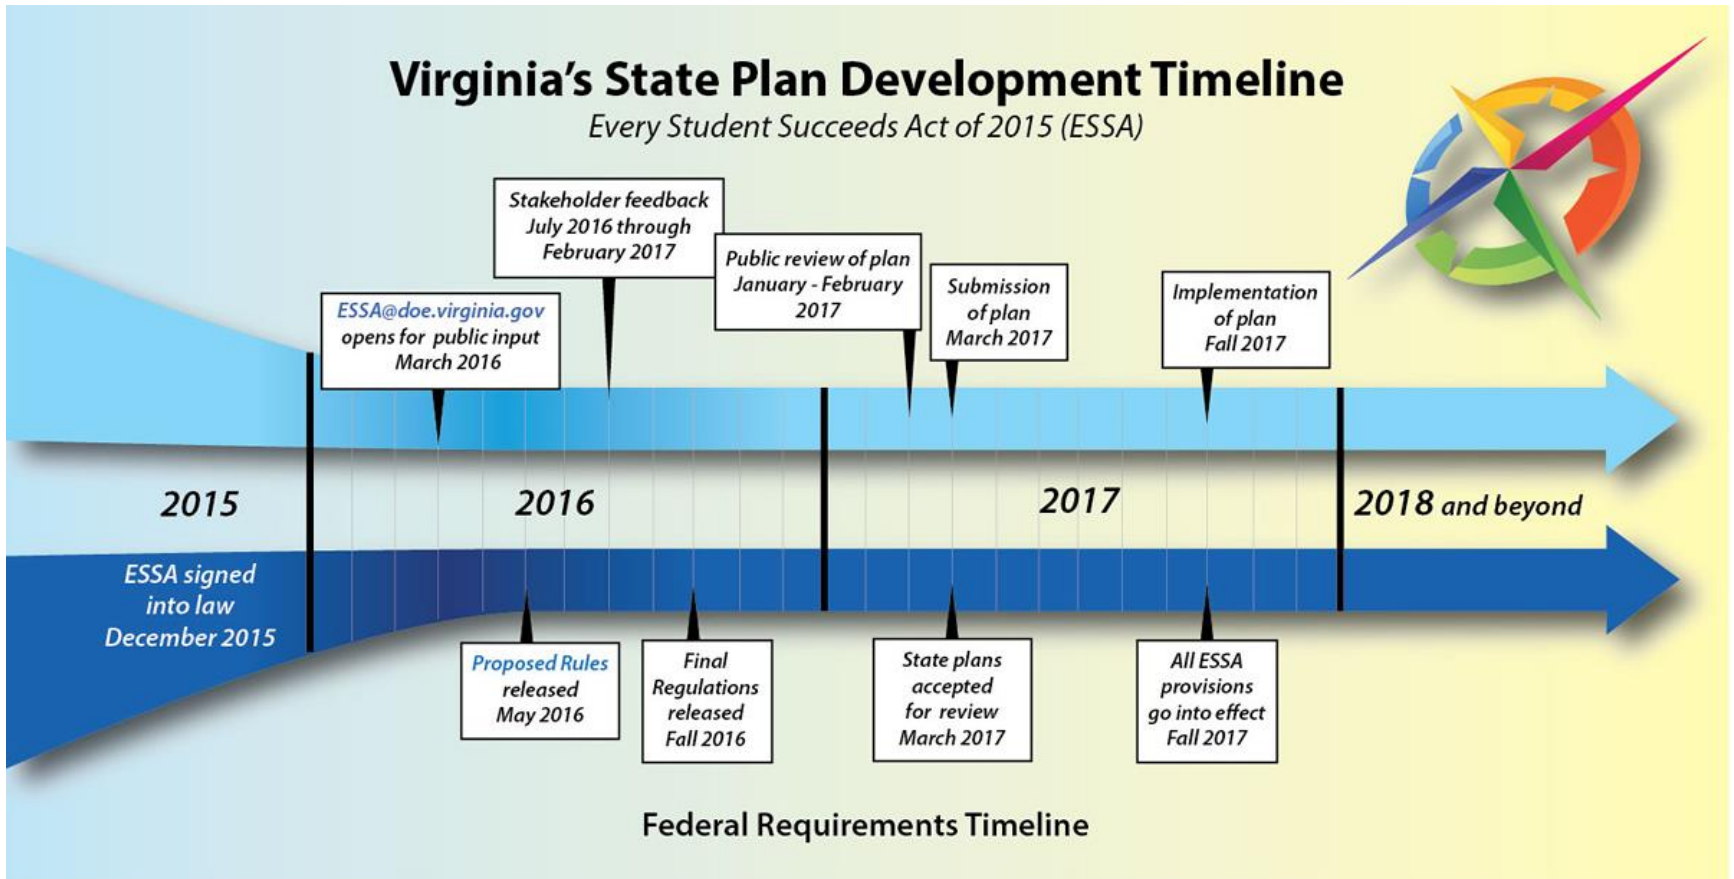 Virginia's State Plan Development Timeline
Every Student Succeeds Act of 2015 (ESSA)
Stakeholder feedback
July 2016 through
February 2017
Public review of plan
January - February
2017
Submission
of plan
March 2017
Implementation
of plan
Fall 2017
ESSA@doe.virginia.gov
opens for public input
March 2016
2015
2016
2017
2018 and beyond
ESSA signed
into law
December 2015
Proposed Rules
released
May 2016
Final
Regulations
released
Fall 2016
State plans
accepted
for review
March 2017
All ESSA
provisions
go into effect
Fall 2017
Federal Requirements Timeline